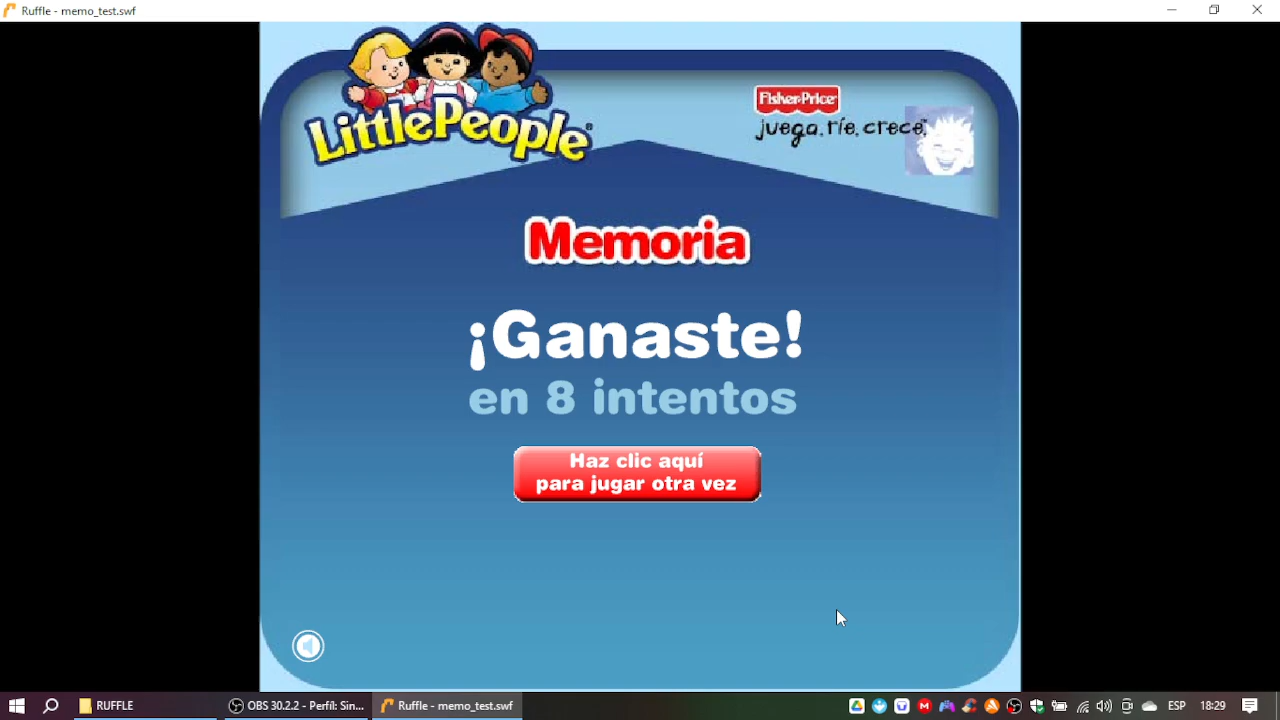 Ruffle - memo_test.swf
LittlePeople®
Fisher-Price
juega. ríe. crece.™
Memoria
¡Ganaste!
en 8 intentos
Haz clic aquí
para jugar otra vez
RUFFLE
OBS 30.2.2 - Perfil: Sin...
Ruffle - memo_test.swf
ESP
18:29